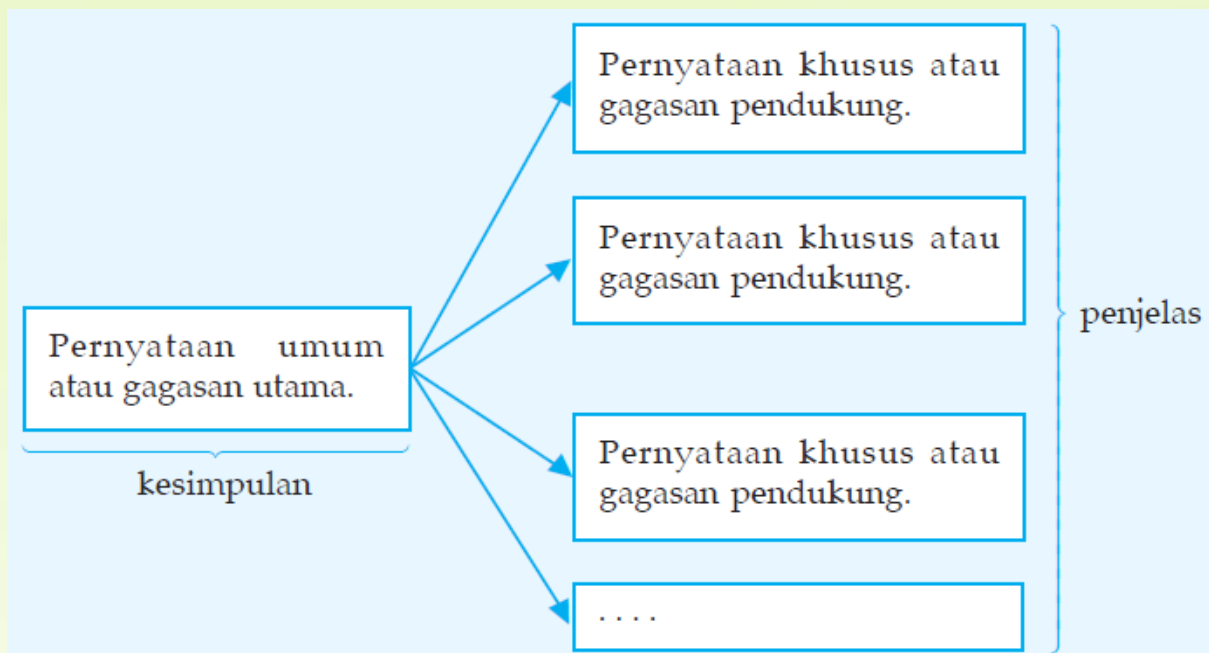 Pernyataan khusus atau
gagasan pendukung.
Pernyataan khusus atau
gagasan pendukung.
Pernyataan umum
atau gagasan utama.
kesimpulan
Pernyataan khusus atau
gagasan pendukung.
. . . .
penjelas